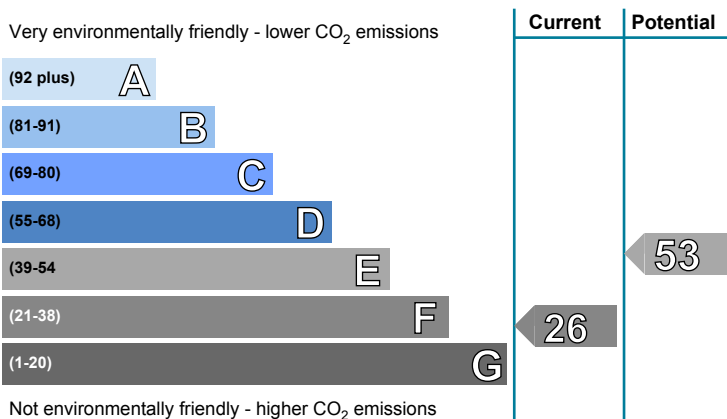 Current Potential
Very environmentally friendly - lower CO2 emissions
(92 plus) A
(81-91) B
(69-80) C
(55-68) D
(39-54 E
53
(21-38) F
26
(1-20) G
Not environmentally friendly - higher CO2 emissions